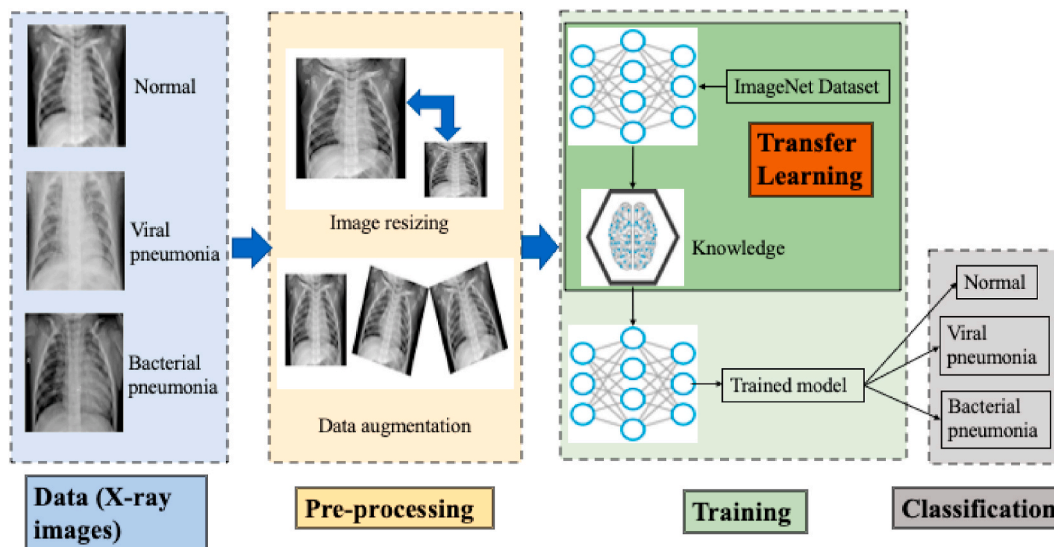 Normal
Viral
pneumonia
Bacterial
pneumonia
Data (X-ray
images)
Image resizing
Data augmentation
Pre-processing
ImageNet Dataset
Transfer
Learning
Knowledge
Trained model
Training
Normal
Viral
pneumonia
Bacterial
pneumonia
Classification